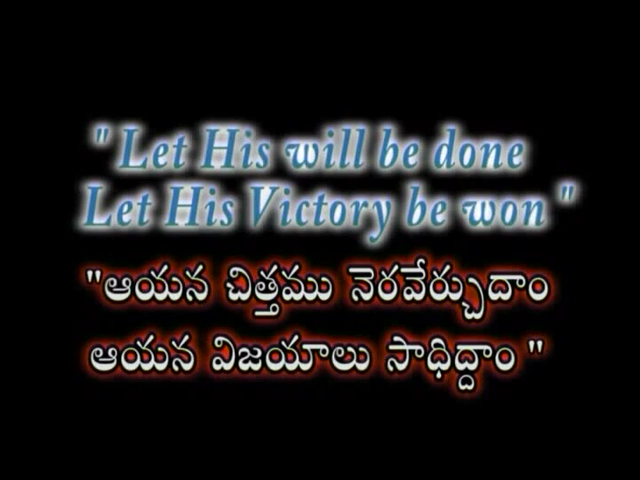 " Let His will be done
Let His Victory be won "
"ఆయన చిత్తము నెరవేర్చుదాం
ఆయన విజయాలు సాధిద్దాం "